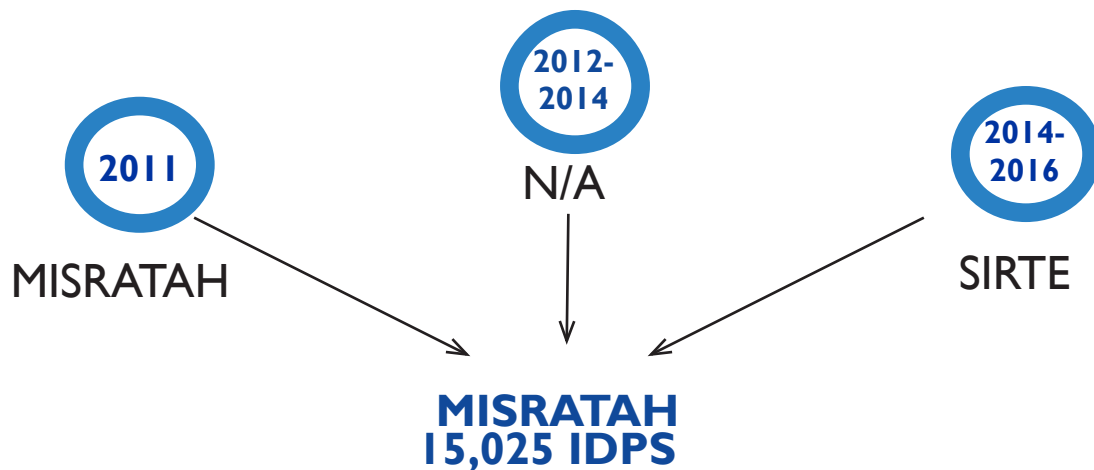 2011
MISRATAH
2012-
2014
N/A
2014-
2016
SIRTE
MISRATAH
15,025 IDPS